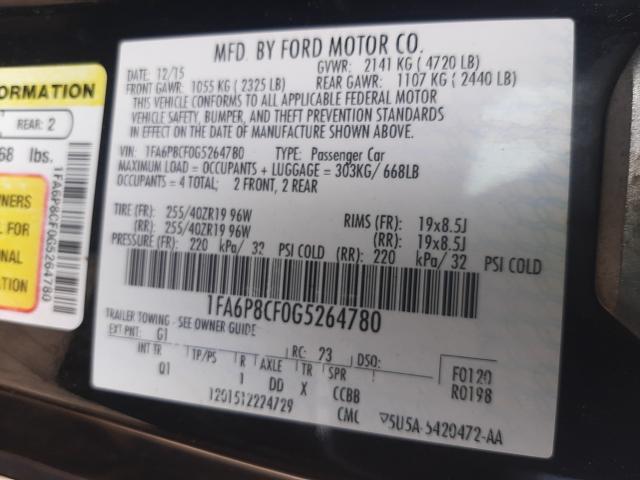 MFD. BY FORD MOTOR CO.
DATE: 12/15 GVWR: 2141 KG ( 4720 LB)
FRONT GAWR: 1055 KG ( 2325 LB) REAR GAWR: 1107 KG ( 2440 LB)
THIS VEHICLE CONFORMS TO ALL APPLICABLE FEDERAL MOTOR
VEHICLE SAFETY, BUMPER, AND THEFT PREVENTION STANDARDS
IN EFFECT ON THE DATE OF MANUFACTURE SHOWN ABOVE.
VIN: 1FA6P8CF0G5264780 TYPE: Passenger Car
MAXIMUM LOAD = OCCUPANTS + LUGGAGE = 303KG/ 668LB
OCCUPANTS = 4 TOTAL; 2 FRONT, 2 REAR
TIRE (FR): 255/40ZR19 96W RIMS (FR): 19x8.5J
(RR): 255/40ZR19 96W (RR): 19x8.5J
PRESSURE (FR): 220 kPa/ 32 PSI COLD (RR): 220 kPa/ 32 PSI COLD
1FA6P8CF0G5264780
TRAILER TOWING - SEE OWNER GUIDE
EXT PNT: G1 RC: 23 DSO: F0120
INT TR TP/PS R AXLE TR SPR R0198
Q1 1 DD X CCBB
1201512224729 CMC 5U5A-5420472-AA
ORMATION
REAR: 2
68 lbs.
1FA6P8CF0G5264780
WNERS
L FOR
ONAL
TION